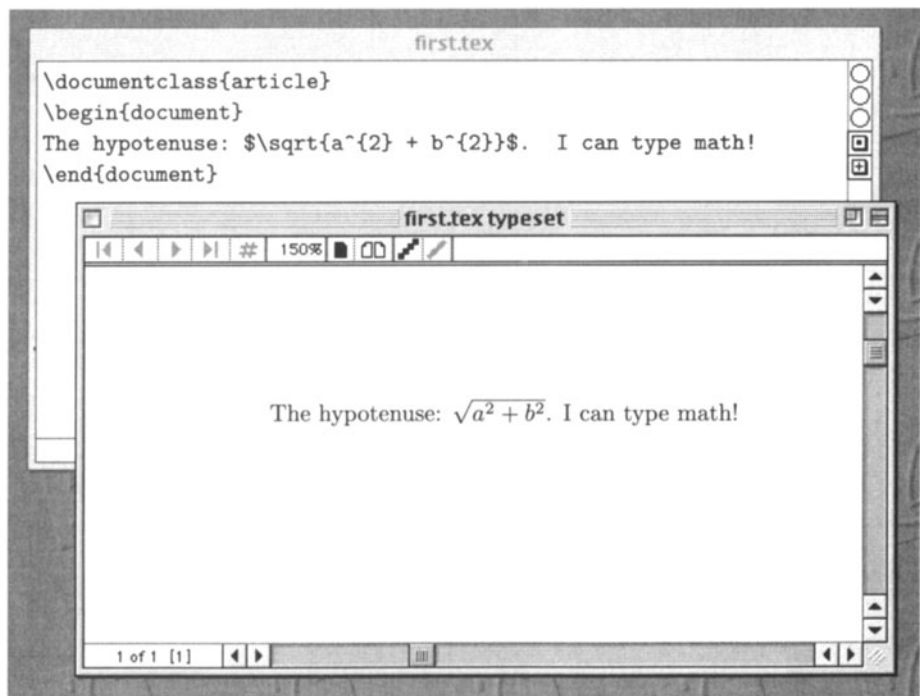 first.tex
\documentclass{article}
\begin{document}
The hypotenuse: $\sqrt{a^{2} + b^{2}}$.  I can type math!
\end{document}
first.tex typeset
# 150%
The hypotenuse: √a² + b². I can type math!
1 of 1 [1]